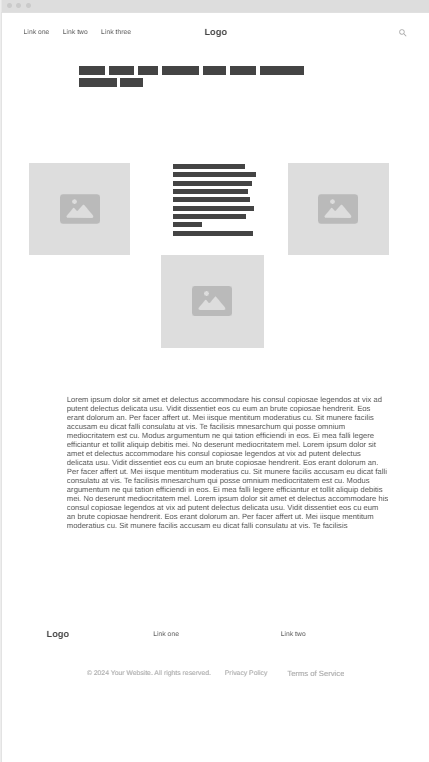 Link one
Link two
Link three
Logo
Lorem ipsum dolor sit amet et delectus accommodare his consul copiosae legendos at vix ad
putent delectus delicata usu. Vidit dissentiet eos cu eum an brute copiosae hendrerit. Eos
erant dolorum an. Per facer affert ut. Mei iisque mentitum moderatius cu. Sit munere facilis
accusam eu dicat falli consulatu at vis. Te facilisis mnesarchum qui posse omnium
mediocritatem est cu. Modus argumentum ne qui tation efficiendi in eos. Ei mea falli legere
efficiantur et tollit aliquip debitis mei. No deserunt mediocritatem mel. Lorem ipsum dolor sit
amet et delectus accommodare his consul copiosae legendos at vix ad putent delectus
delicata usu. Vidit dissentiet eos cu eum an brute copiosae hendrerit. Eos erant dolorum an.
Per facer affert ut. Mei iisque mentitum moderatius cu. Sit munere facilis accusam eu dicat falli
consulatu at vis. Te facilisis mnesarchum qui posse omnium mediocritatem est cu. Modus
argumentum ne qui tation efficiendi in eos. Ei mea falli legere efficiantur et tollit aliquip debitis
mei. No deserunt mediocritatem mel. Lorem ipsum dolor sit amet et delectus accommodare his
consul copiosae legendos at vix ad putent delectus delicata usu. Vidit dissentiet eos cu eum
an brute copiosae hendrerit. Eos erant dolorum an. Per facer affert ut. Mei iisque mentitum
moderatius cu. Sit munere facilis accusam eu dicat falli consulatu at vis. Te facilisis
Logo
Link one
Link two
© 2024 Your Website. All rights reserved.
Privacy Policy
Terms of Service